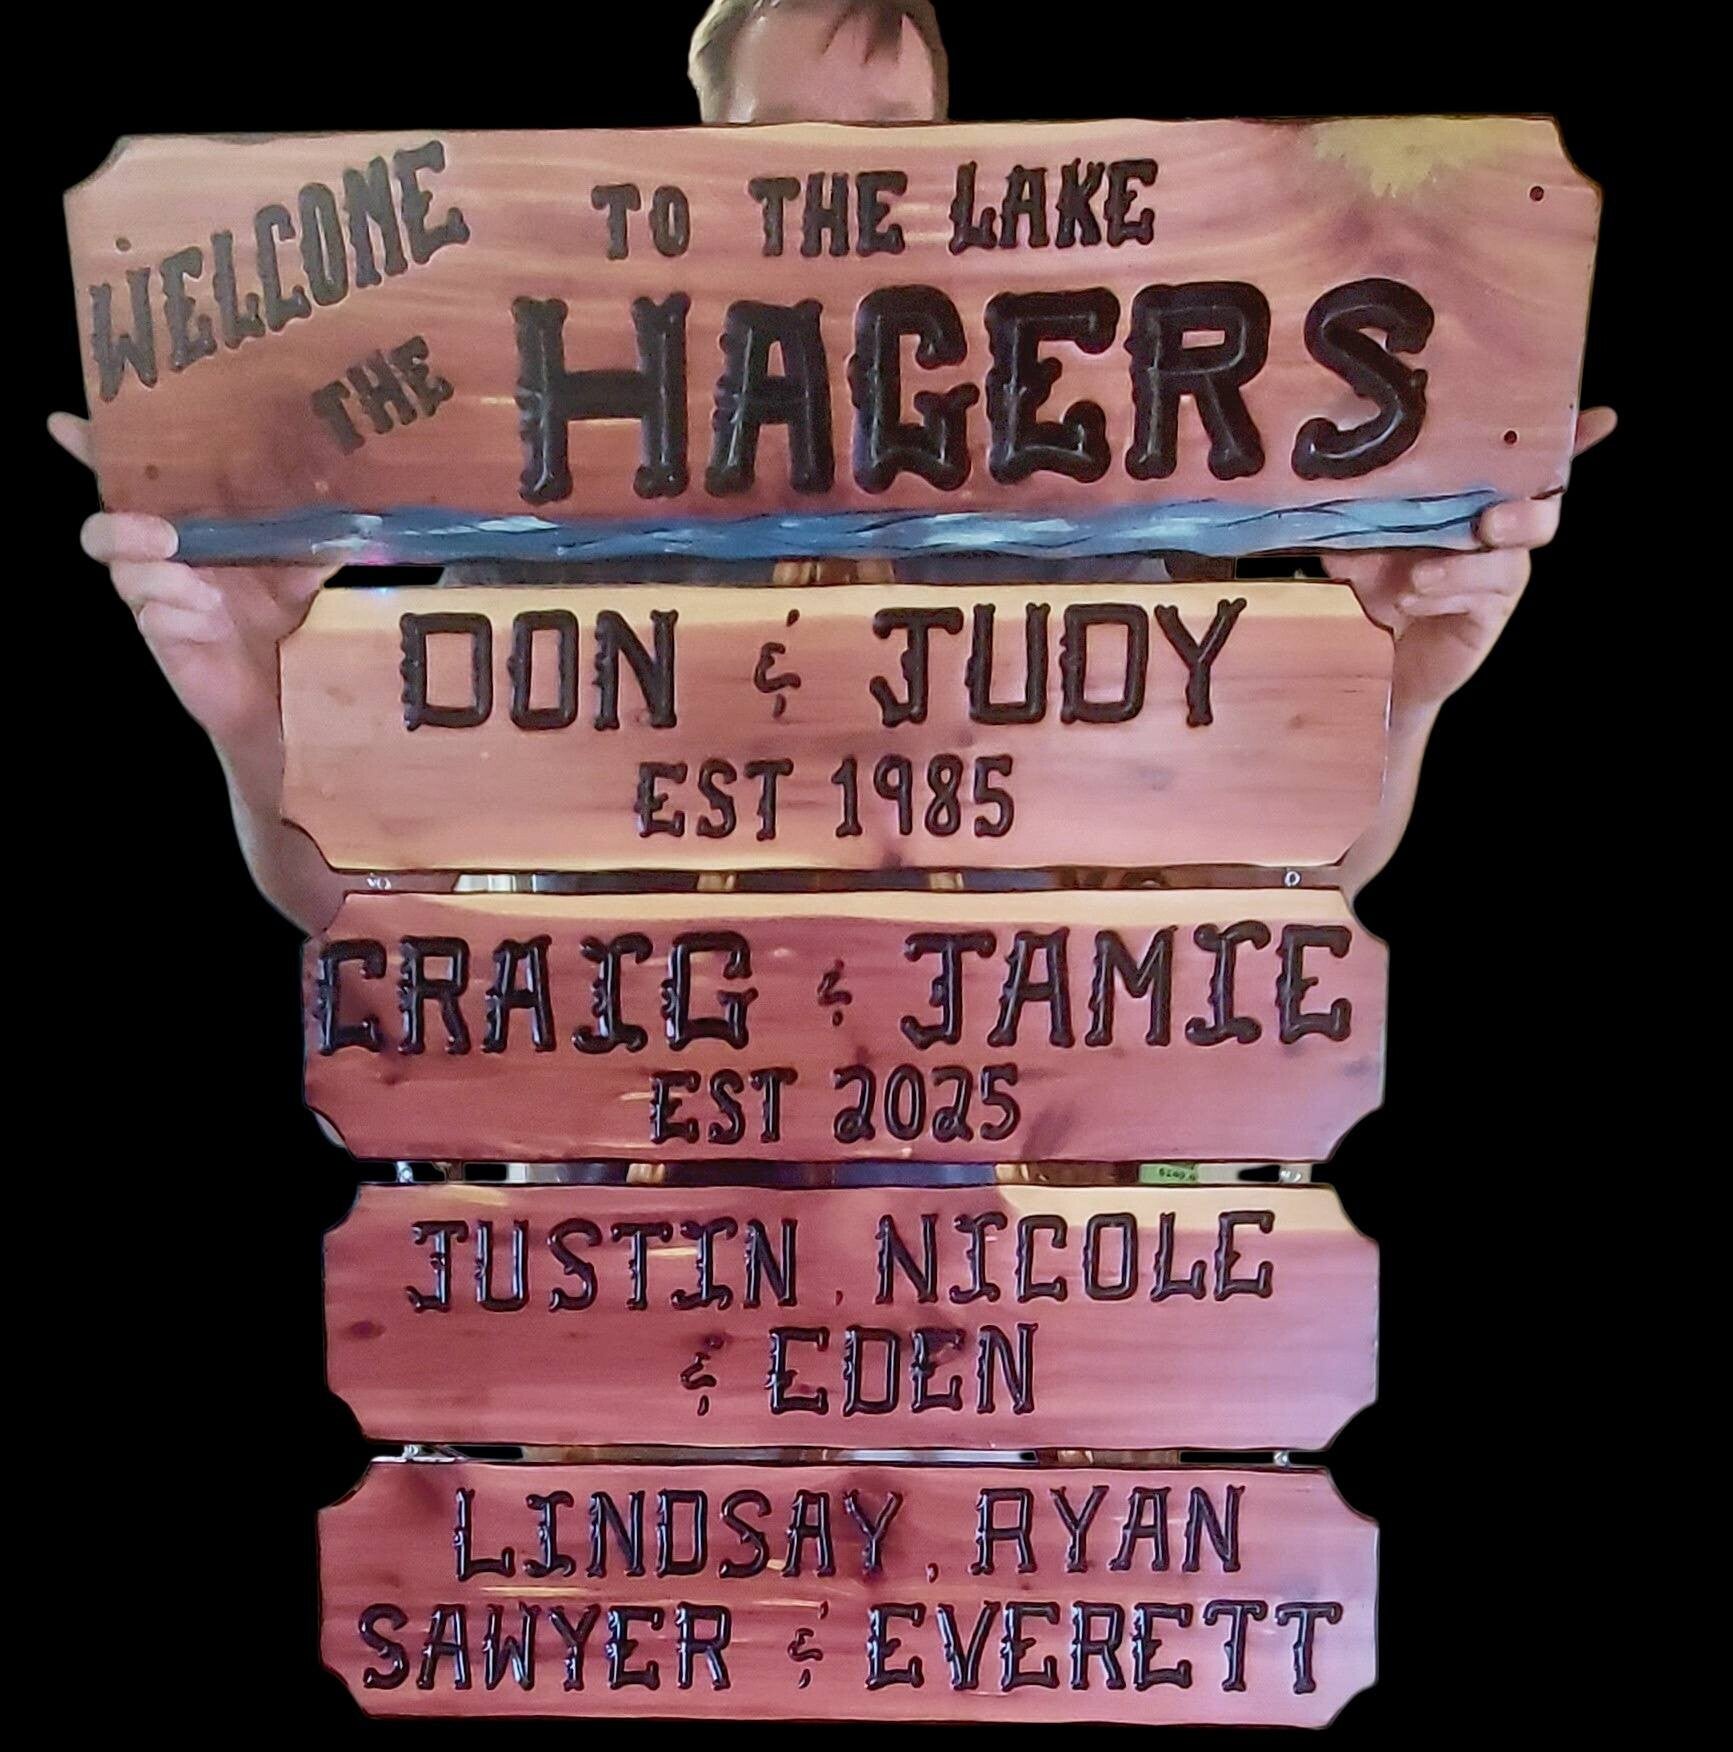 WELCOME TO THE LAKE
THE HAGERS
DON & JUDY
EST 1985
CRAIG & JAMIE
EST 2025
JUSTIN, NICOLE
& EDEN
LINDSAY, RYAN
SAWYER & EVERETT